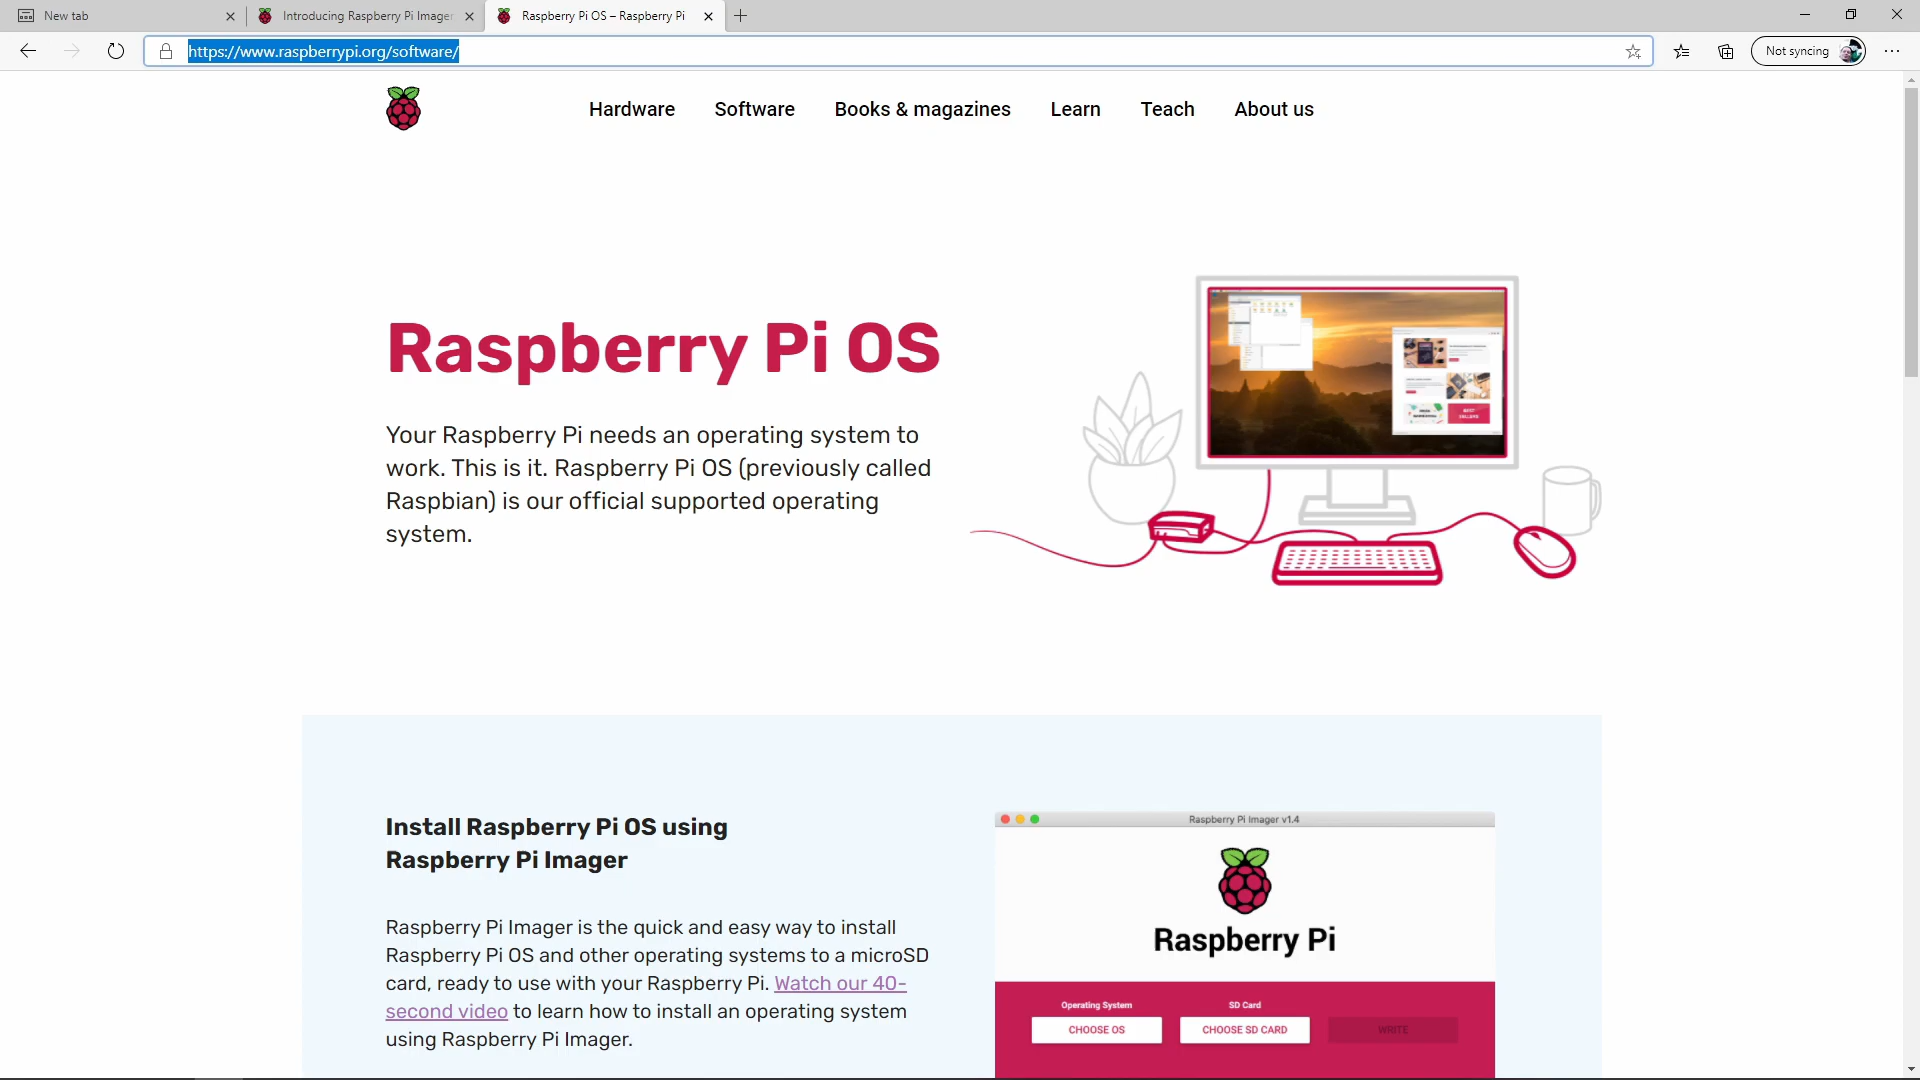 New tab
Introducing Raspberry Pi Imager
Raspberry Pi OS – Raspberry Pi
https://www.raspberrypi.org/software/
Not syncing
Hardware
Software
Books & magazines
Learn
Teach
About us
Raspberry Pi OS
Your Raspberry Pi needs an operating system to
work. This is it. Raspberry Pi OS (previously called
Raspbian) is our official supported operating
system.
Install Raspberry Pi OS using
Raspberry Pi Imager
Raspberry Pi Imager is the quick and easy way to install
Raspberry Pi OS and other operating systems to a microSD
card, ready to use with your Raspberry Pi. Watch our 40-
second video to learn how to install an operating system
using Raspberry Pi Imager.
Raspberry Pi Imager v1.4
Raspberry Pi
Operating System
SD Card
CHOOSE OS
CHOOSE SD CARD
WRITE